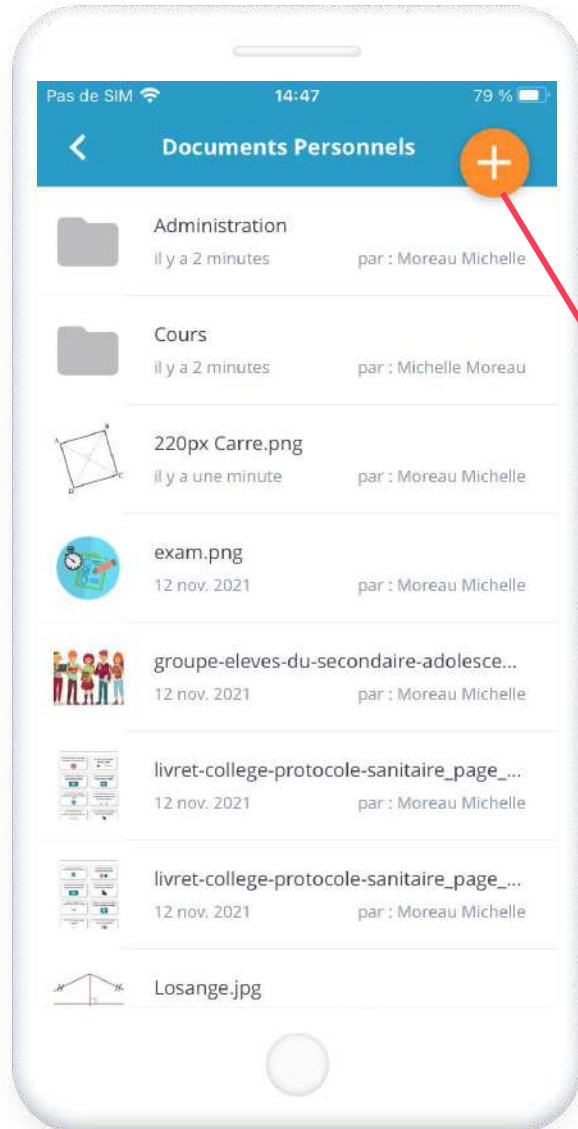 Pas de SIM 14:47 79 %
Documents Personnels
Administration
il y a 2 minutes par : Moreau Michelle
Cours
il y a 2 minutes par : Michelle Moreau
220px Carre.png
il y a une minute par : Moreau Michelle
exam.png
12 nov. 2021 par : Moreau Michelle
groupe-eleves-du-secondaire-adolesce...
12 nov. 2021 par : Moreau Michelle
livret-college-protocole-sanitaire_page_...
12 nov. 2021 par : Moreau Michelle
livret-college-protocole-sanitaire_page_...
12 nov. 2021 par : Moreau Michelle
Losange.jpg